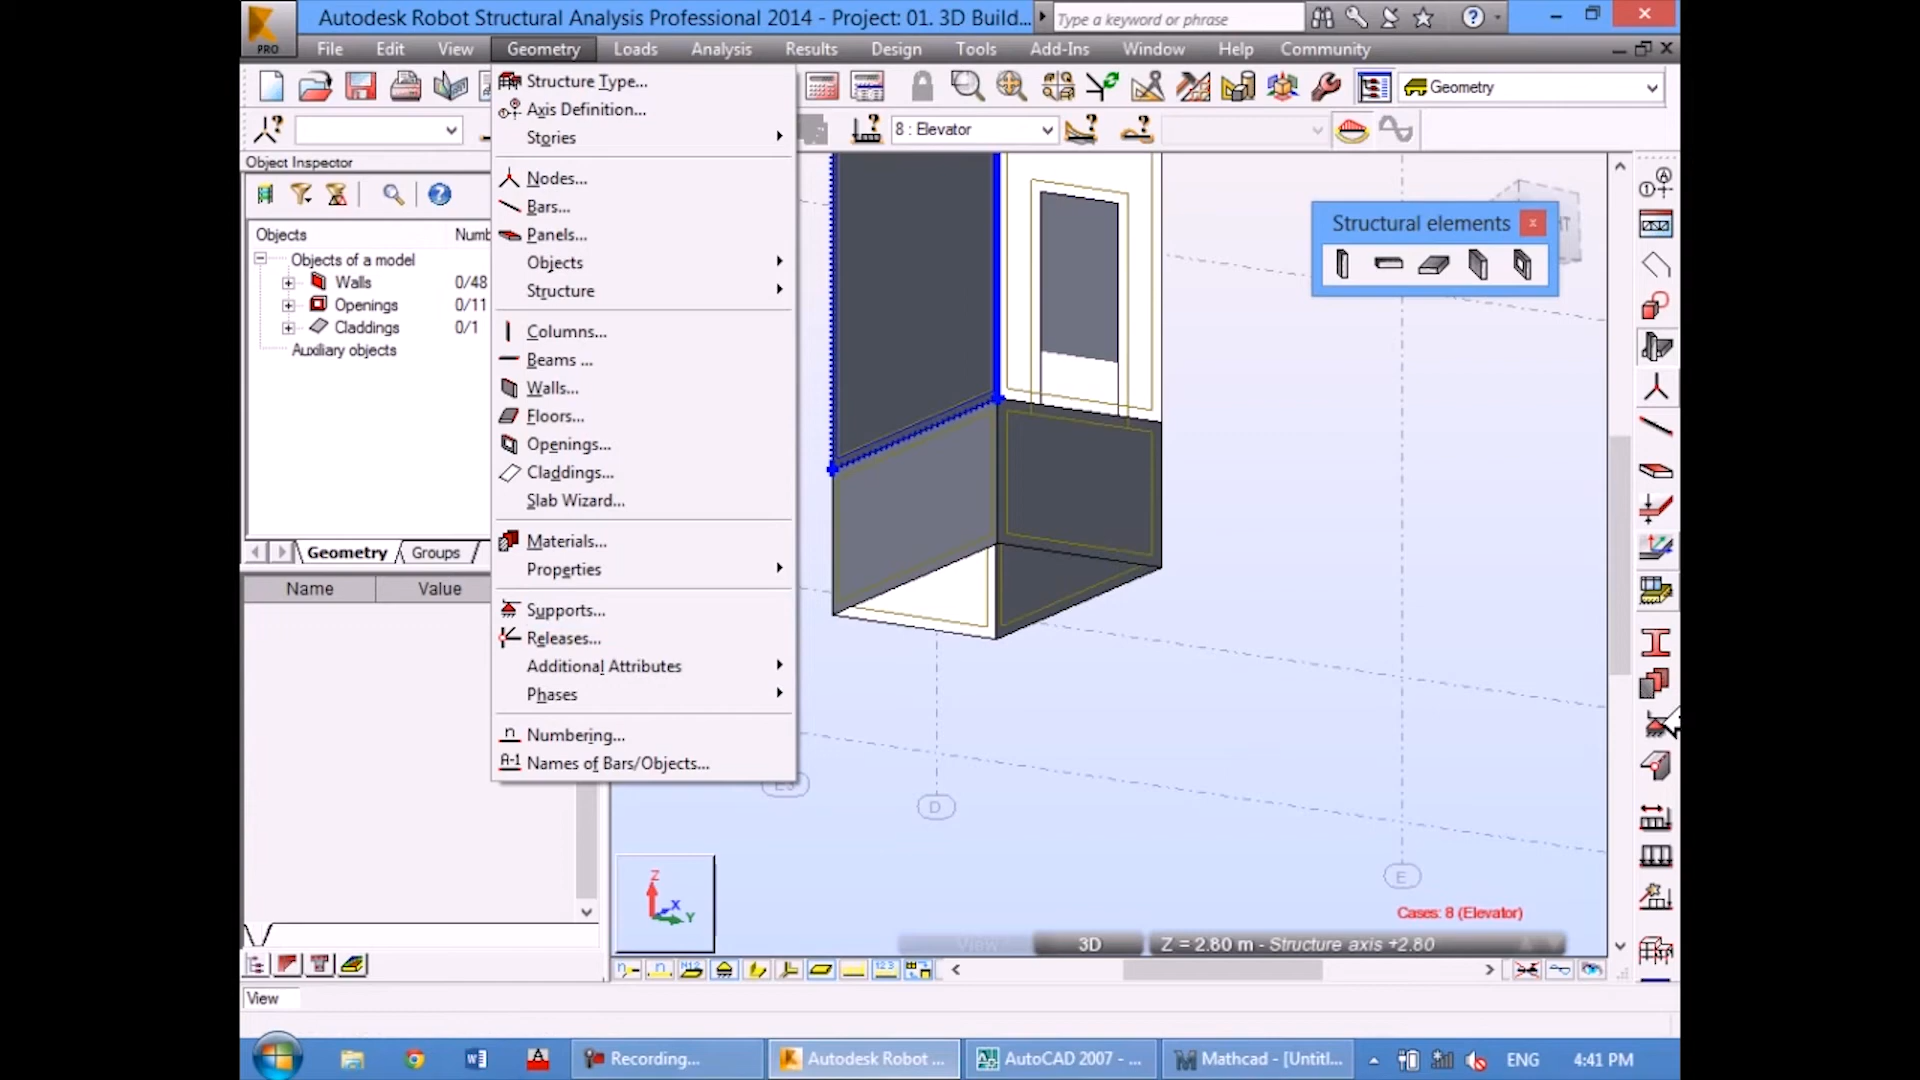 Autodesk Robot Structural Analysis Professional 2014 - Project: 01. 3D Build...
Type a keyword or phrase
PRO
File Edit View Geometry Loads Analysis Results Design Tools Add-Ins Window Help Community
Geometry
8 : Elevator
Object Inspector
Objects Numb
Objects of a model
Walls 0/48
Openings 0/11
Claddings 0/1
Auxiliary objects
Geometry Groups
Name Value
Structure Type...
Axis Definition...
Stories
Nodes...
Bars...
Panels...
Objects
Structure
Columns...
Beams ...
Walls...
Floors...
Openings...
Claddings...
Slab Wizard...
Materials...
Properties
Supports...
Releases...
Additional Attributes
Phases
Numbering...
Names of Bars/Objects...
Structural elements
D
E
Z
X
Y
Cases: 8 (Elevator)
View
3D
Z = 2.80 m - Structure axis +2.80
View
Recording...
Autodesk Robot ...
AutoCAD 2007 - ...
Mathcad - [Untitl...
ENG
4:41 PM